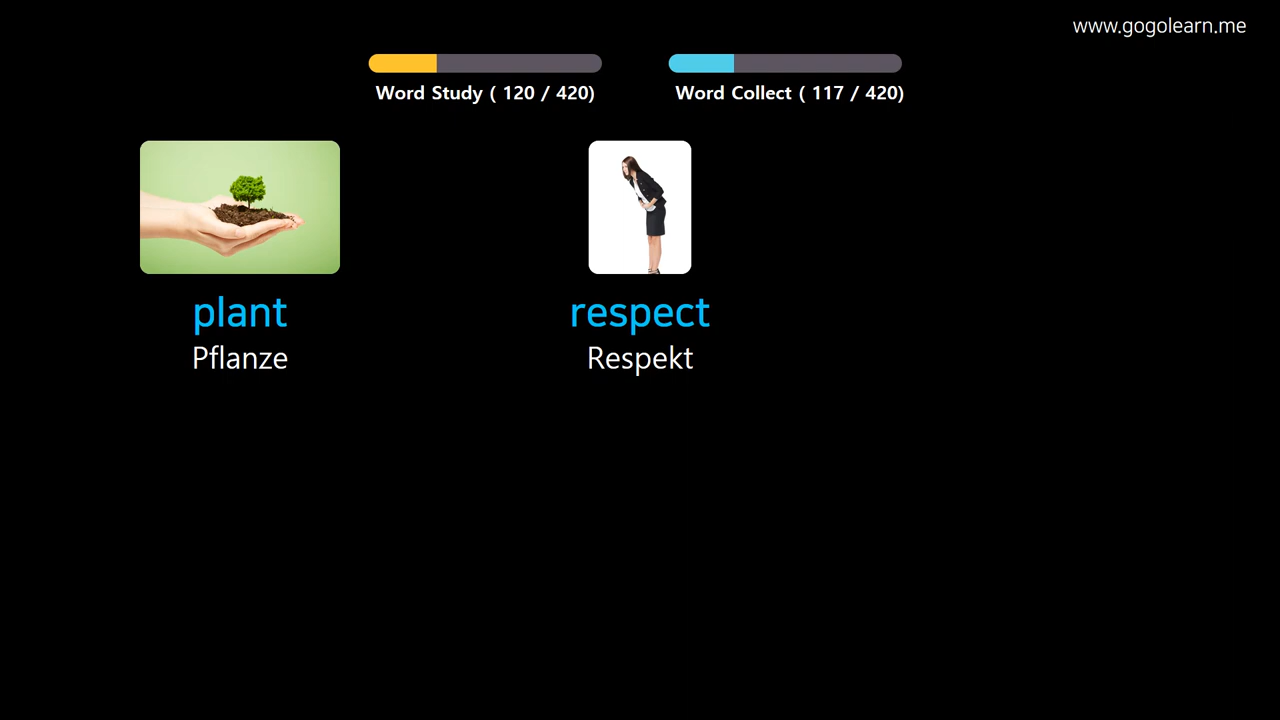 www.gogolearn.me
Word Study ( 120 / 420)
Word Collect ( 117 / 420)
plant
Pflanze
respect
Respekt